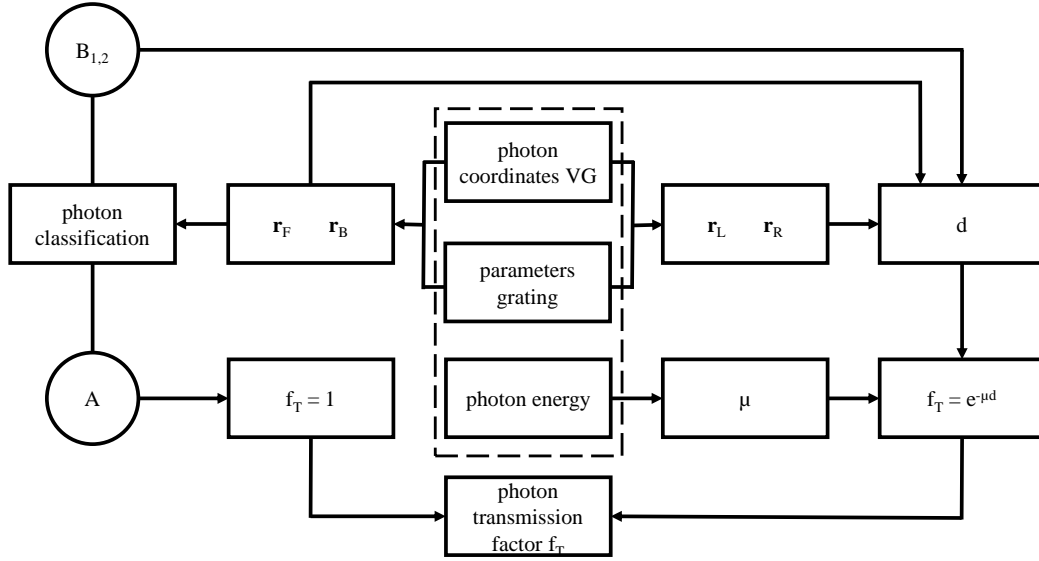 B1,2
photon
coordinates VG
photon
classification
rF rB
rL rR
d
parameters
grating
A
fT = 1
photon energy
μ
fT = e-μd
photon
transmission
factor fT